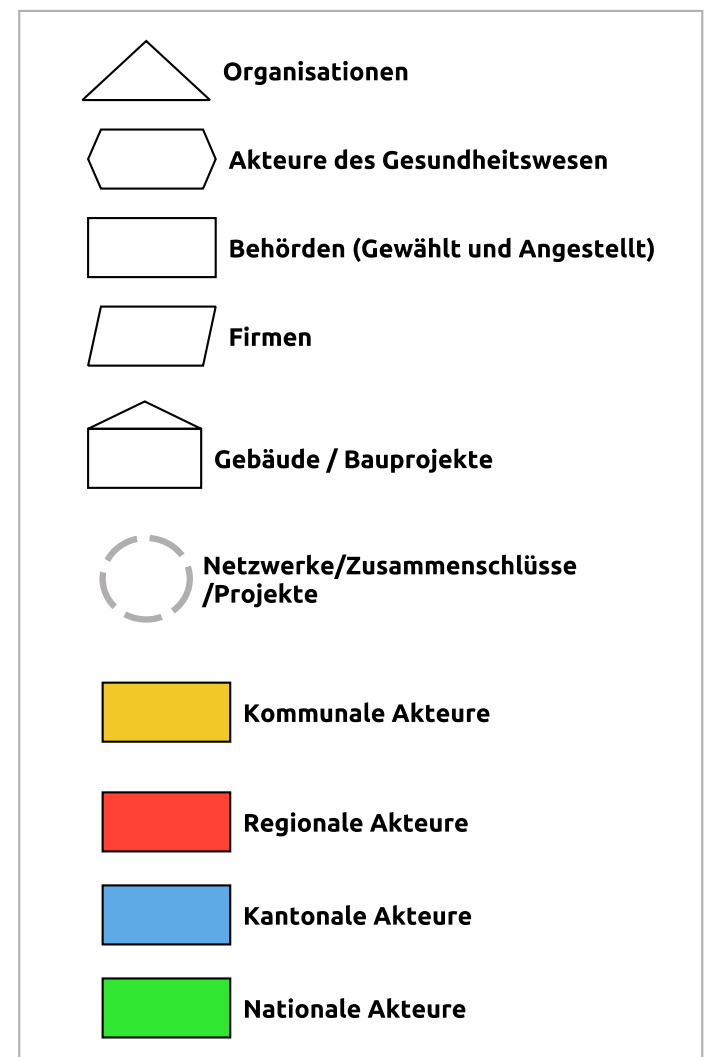 Organisationen
Akteure des Gesundheitswesen
Behörden (Gewählt und Angestellt)
Firmen
Gebäude / Bauprojekte
Netzwerke/Zusammenschlüsse
/Projekte
Kommunale Akteure
Regionale Akteure
Kantonale Akteure
Nationale Akteure